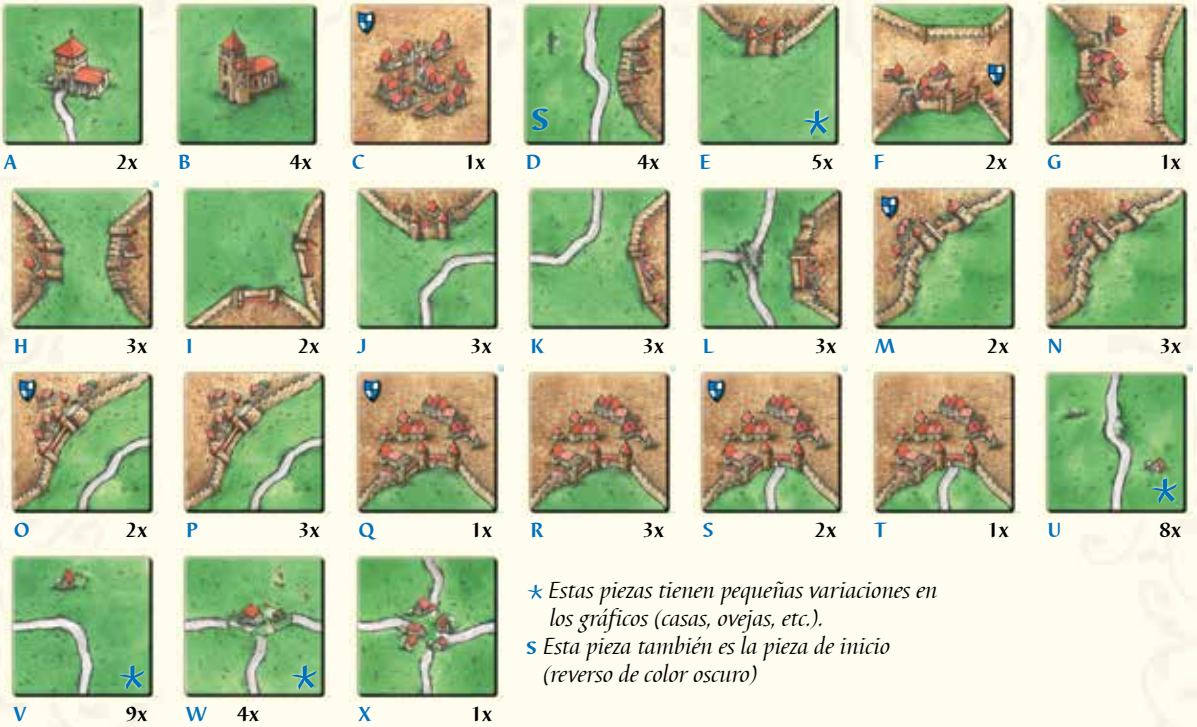 S
A 2x B 4x C 1x D 4x E 5x F 2x G 1x
H 3x I 2x J 3x K 3x L 3x M 2x N 3x
O 2x P 3x Q 1x R 3x S 2x T 1x U 8x
* Estas piezas tienen pequeñas variaciones en
los gráficos (casas, ovejas, etc.).
S Esta pieza también es la pieza de inicio
(reverso de color oscuro)
V 9x W 4x X 1x